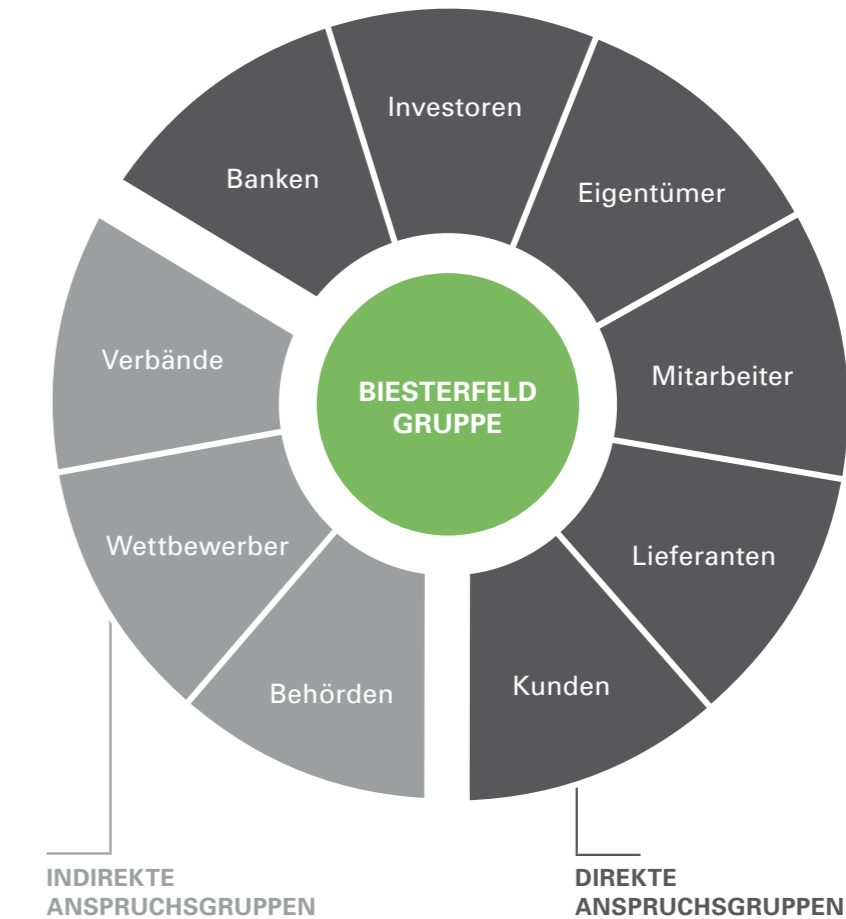 Investoren
Banken
Eigentümer
Verbände
Mitarbeiter
BIESTERFELD
GRUPPE
Wettbewerber
Lieferanten
Behörden
Kunden
INDIREKTE
ANSPRUCHSGRUPPEN
DIREKTE
ANSPRUCHSGRUPPEN